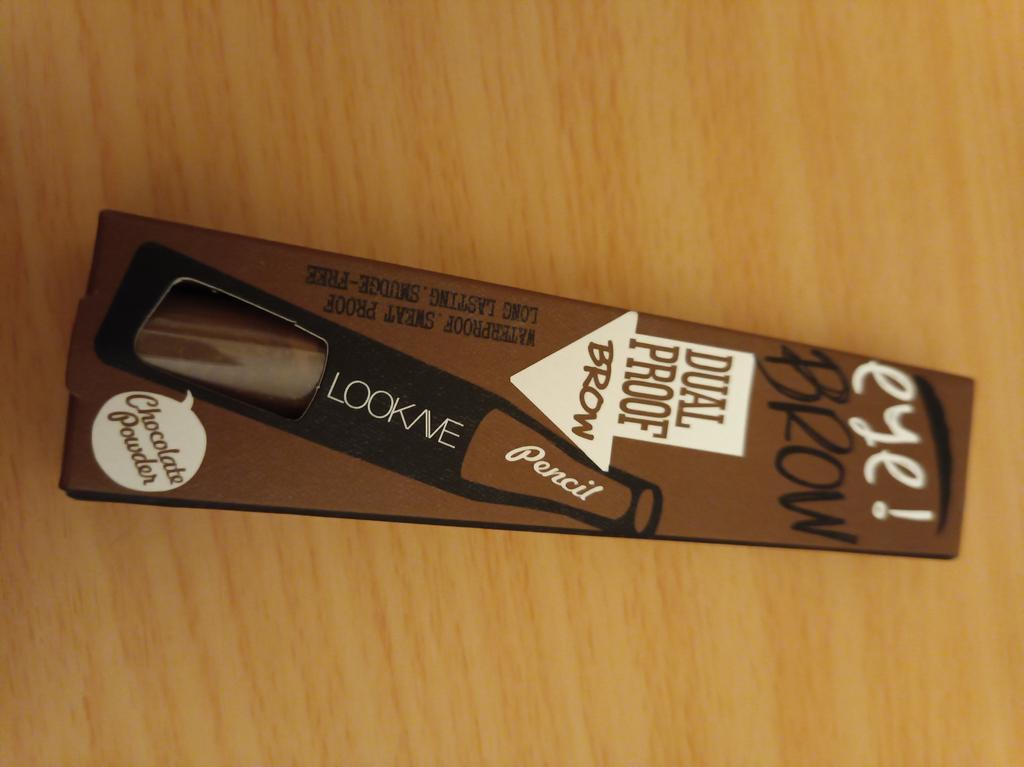 eye!
BROW
DUAL
PROOF
BROW
WATERPROOF.SWEAT PROOF
LONG LASTING.SMUDGE-FREE
Pencil
LOOKAVE
Chocolate
Powder